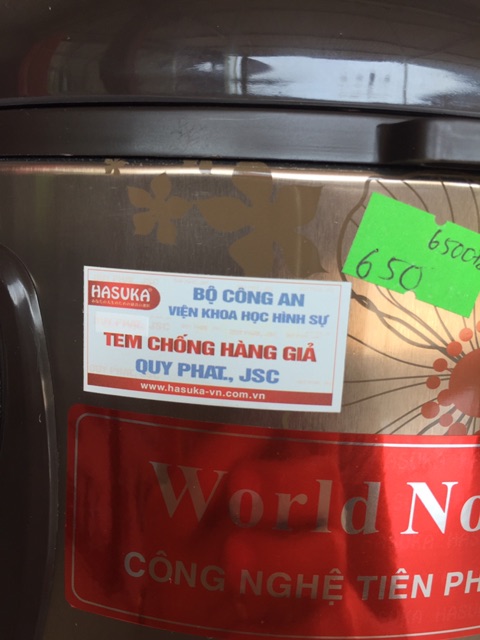 650
HASUKA
BỘ CÔNG AN
VIỆN KHOA HỌC HÌNH SỰ
TEM CHỐNG HÀNG GIẢ
QUY PHAT., JSC
www.hasuka-vn.com.vn
World No
CÔNG NGHỆ TIÊN PH